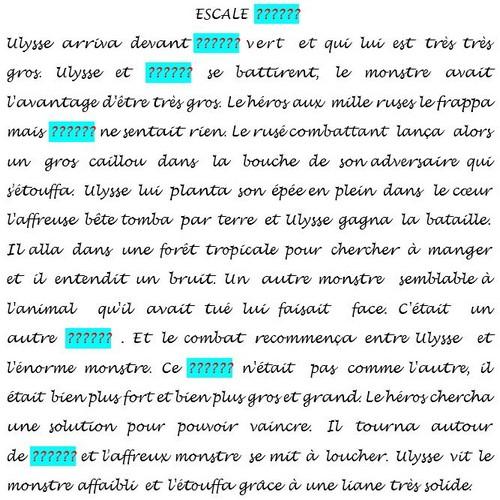 ESCALE ??????
Ulysse arriva devant ?????? vert et qui lui est très très
gros. Ulysse et ?????? se battirent, le monstre avait
l'avantage d'être très gros. Le héros aux mille ruses le frappa
mais ?????? ne sentait rien. Le rusé combattant lança alors
un gros caillou dans la bouche de son adversaire qui
s'étouffa. Ulysse lui planta son épée en plein dans le cœur
l'affreuse bête tomba par terre et Ulysse gagna la bataille.
Il alla dans une forêt tropicale pour chercher à manger
et il entendit un bruit. Un autre monstre semblable à
l'animal qu'il avait tué lui faisait face. C'était un
autre ?????? . Et le combat recommença entre Ulysse et
l'énorme monstre. Ce ?????? n'était pas comme l'autre, il
était bien plus fort et bien plus gros et grand. Le héros chercha
une solution pour pouvoir vaincre. Il tourna autour
de ?????? et l'affreux monstre se mit à loucher. Ulysse vit le
monstre affaibli et l'étouffa grâce à une liane très solide.